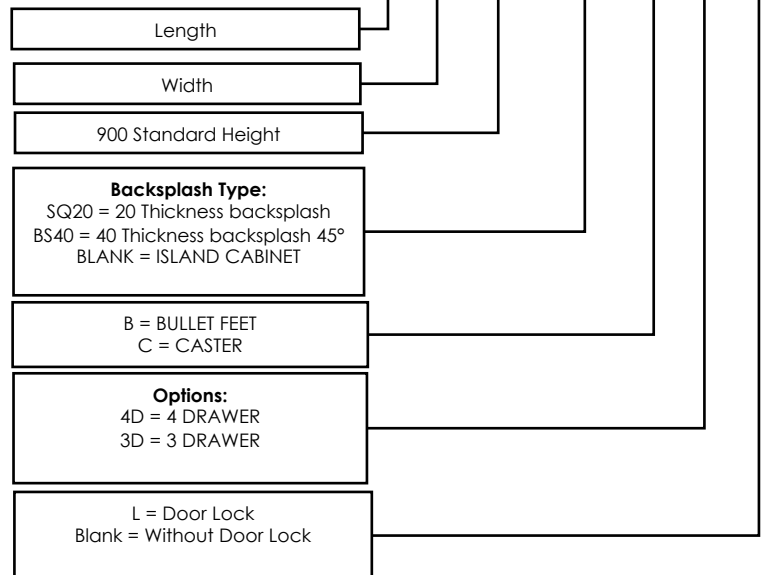 Length
Width
900 Standard Height
Backsplash Type:
SQ20 = 20 Thickness backsplash
BS40 = 40 Thickness backsplash 45°
BLANK = ISLAND CABINET
B = BULLET FEET
C = CASTER
Options:
4D = 4 DRAWER
3D = 3 DRAWER
L = Door Lock
Blank = Without Door Lock